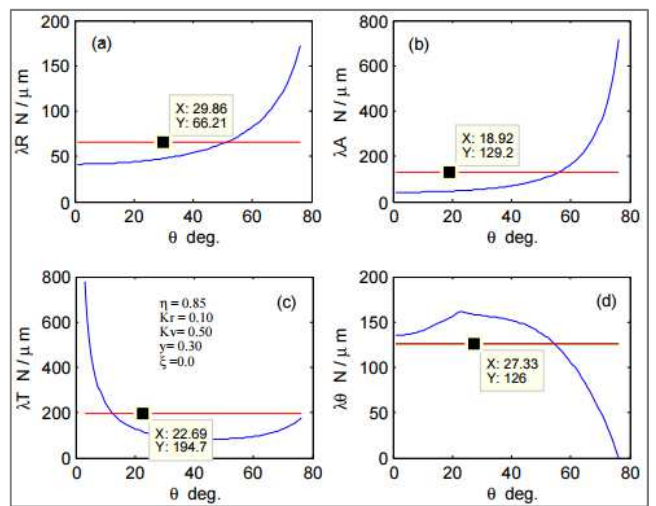 200
(a)
150
X: 29.86
Y: 66.21
100
50
0
λR N / μ m
0 20 40 60 80
θ deg.
800
(b)
600
400
X: 18.92
Y: 129.2
200
0
λA N / μ m
0 20 40 60 80
θ deg.
800
η = 0.85
(c)
Kr = 0.10
600
Kv= 0.50
y= 0.30
ξ =0.0
400
200
X: 22.69
Y: 194.7
0
λT N / μ m
0 20 40 60 80
θ deg.
200
(d)
150
X: 27.33
Y: 126
100
50
0
λθ N / μ m
0 20 40 60 80
θ deg.